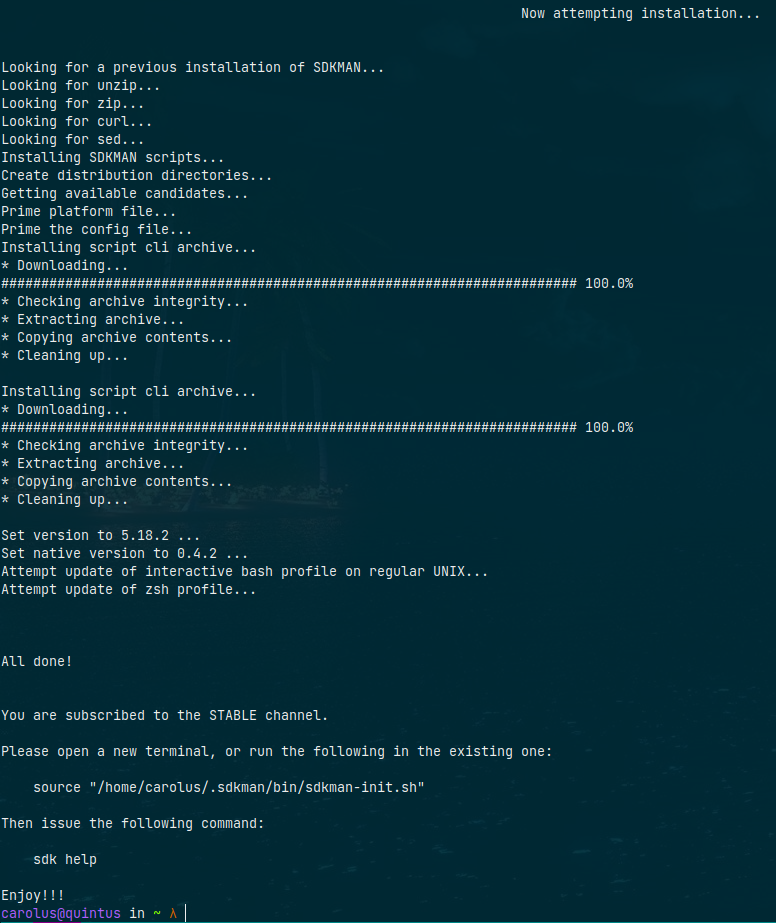 Now attempting installation...
Looking for a previous installation of SDKMAN...
Looking for unzip...
Looking for zip...
Looking for curl...
Looking for sed...
Installing SDKMAN scripts...
Create distribution directories...
Getting available candidates...
Prime platform file...
Prime the config file...
Installing script cli archive...
* Downloading...
######################################################################## 100.0%
* Checking archive integrity...
* Extracting archive...
* Copying archive contents...
* Cleaning up...
Installing script cli archive...
* Downloading...
######################################################################## 100.0%
* Checking archive integrity...
* Extracting archive...
* Copying archive contents...
* Cleaning up...
Set version to 5.18.2 ...
Set native version to 0.4.2 ...
Attempt update of interactive bash profile on regular UNIX...
Attempt update of zsh profile...
All done!
You are subscribed to the STABLE channel.
Please open a new terminal, or run the following in the existing one:
source "/home/carolus/.sdkman/bin/sdkman-init.sh"
Then issue the following command:
sdk help
Enjoy!!!
carolus@quintus in ~ λ